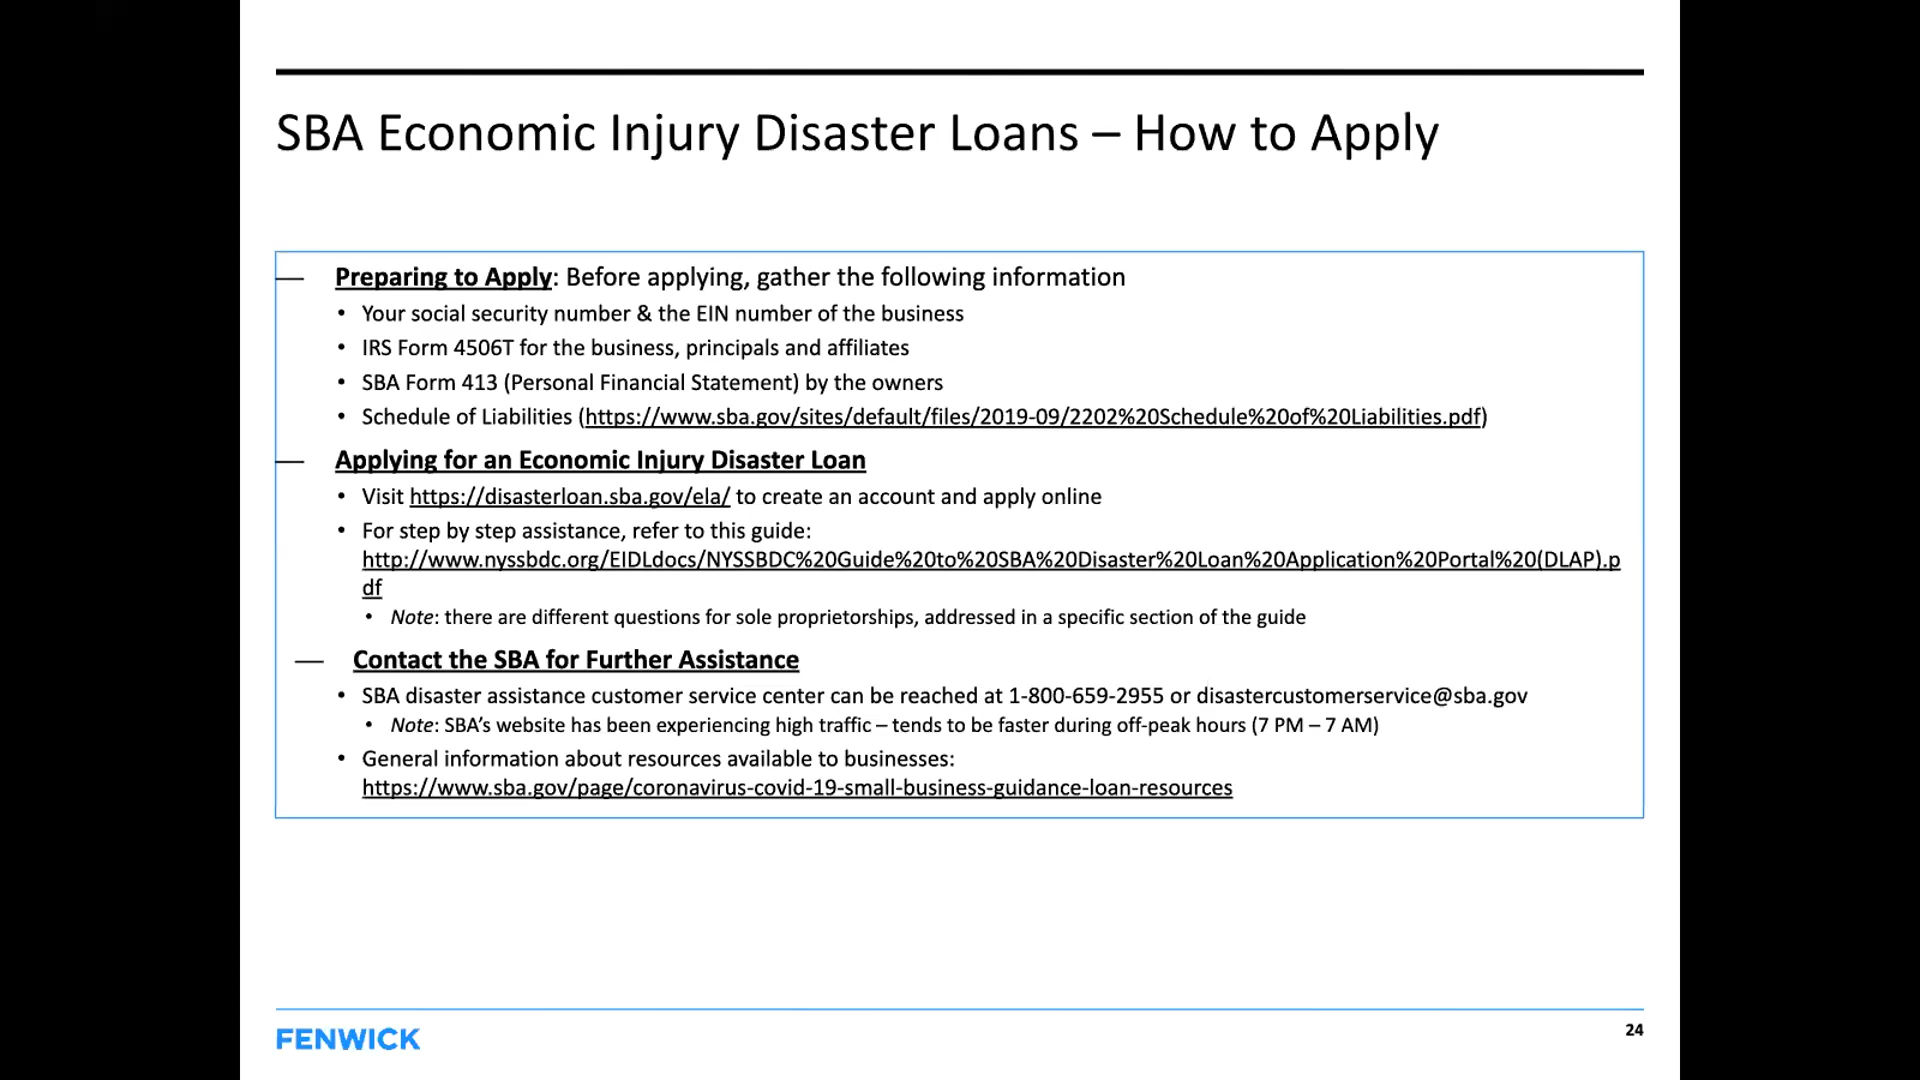 SBA Economic Injury Disaster Loans – How to Apply
— Preparing to Apply: Before applying, gather the following information
• Your social security number & the EIN number of the business
• IRS Form 4506T for the business, principals and affiliates
• SBA Form 413 (Personal Financial Statement) by the owners
• Schedule of Liabilities (https://www.sba.gov/sites/default/files/2019-09/2202%20Schedule%20of%20Liabilities.pdf)
— Applying for an Economic Injury Disaster Loan
• Visit https://disasterloan.sba.gov/ela/ to create an account and apply online
• For step by step assistance, refer to this guide:
http://www.nyssbdc.org/EIDLdocs/NYSSBDC%20Guide%20to%20SBA%20Disaster%20Loan%20Application%20Portal%20(DLAP).p
df
• Note: there are different questions for sole proprietorships, addressed in a specific section of the guide
— Contact the SBA for Further Assistance
• SBA disaster assistance customer service center can be reached at 1-800-659-2955 or disastercustomerservice@sba.gov
• Note: SBA’s website has been experiencing high traffic – tends to be faster during off-peak hours (7 PM – 7 AM)
• General information about resources available to businesses:
https://www.sba.gov/page/coronavirus-covid-19-small-business-guidance-loan-resources
FENWICK
24